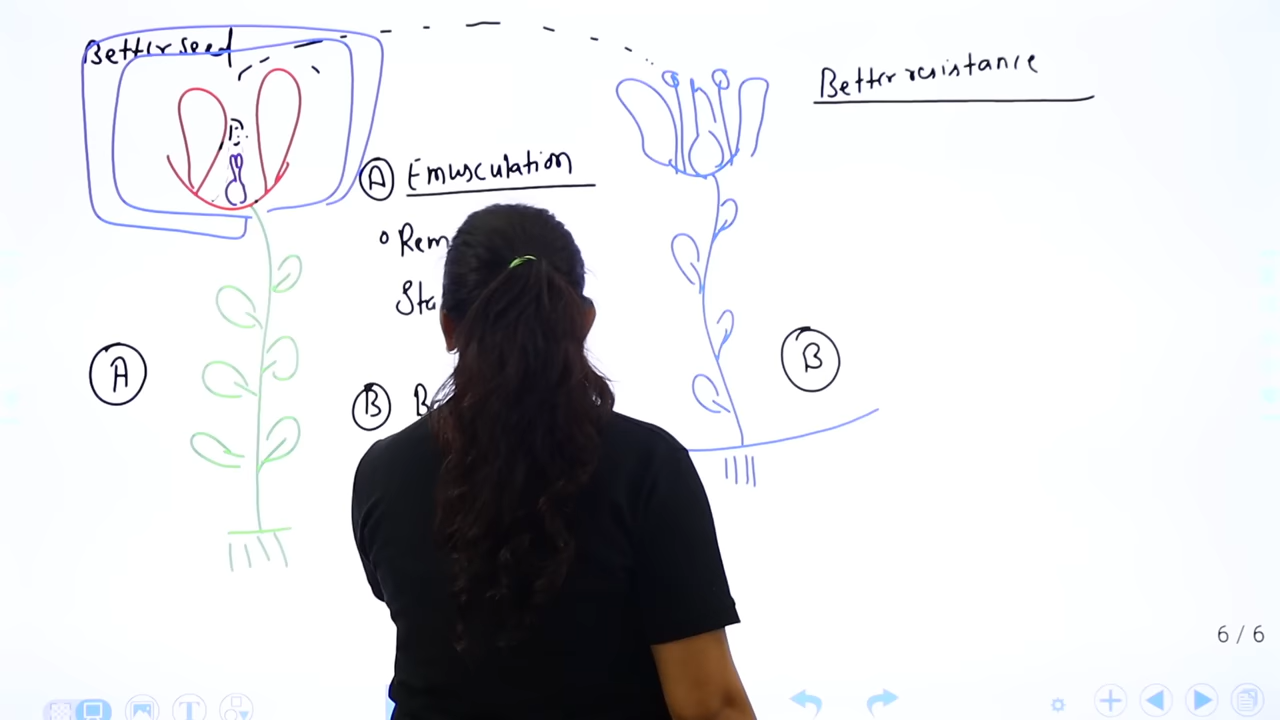 Better seed
Better resistance
A Emusculation
Rem
Sta
A
B
B B
6 / 6
T